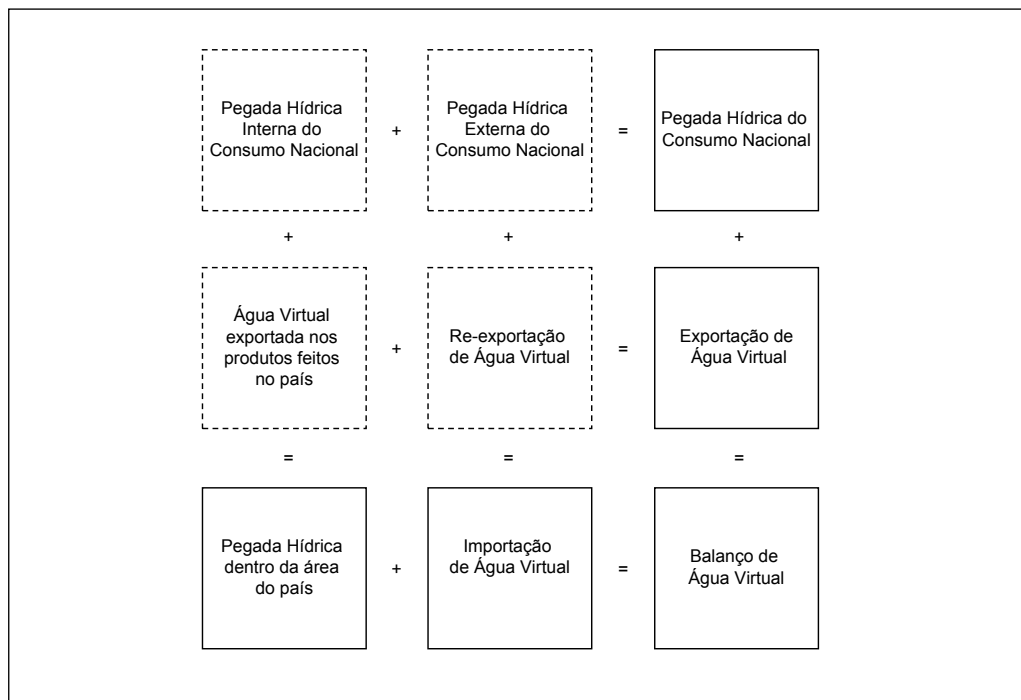 Pegada Hídrica
Interna do
Consumo Nacional
+
Pegada Hídrica
Externa do
Consumo Nacional
=
Pegada Hídrica do
Consumo Nacional
+
+
+
Água Virtual
exportada nos
produtos feitos
no país
+
Re-exportação
de Água Virtual
=
Exportação de
Água Virtual
=
=
=
Pegada Hídrica
dentro da área
do país
+
Importação
de Água Virtual
=
Balanço de
Água Virtual